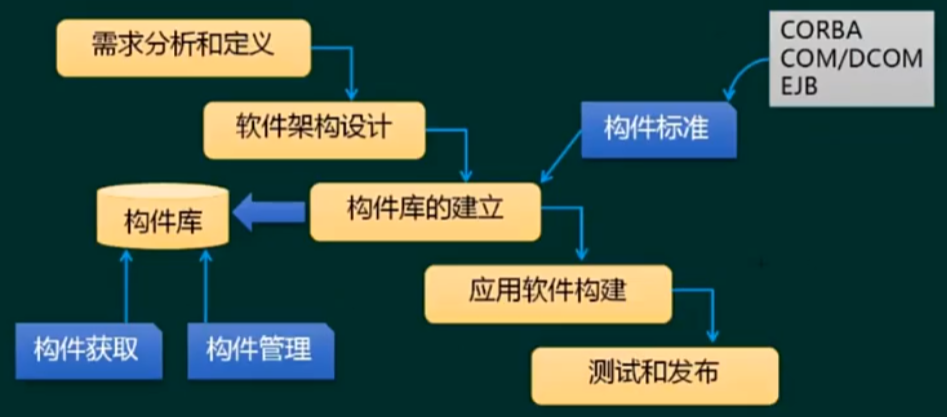 需求分析和定义
CORBA
COM/DCOM
EJB
软件架构设计
构件标准
构件库
构件库的建立
应用软件构建
构件获取
构件管理
测试和发布